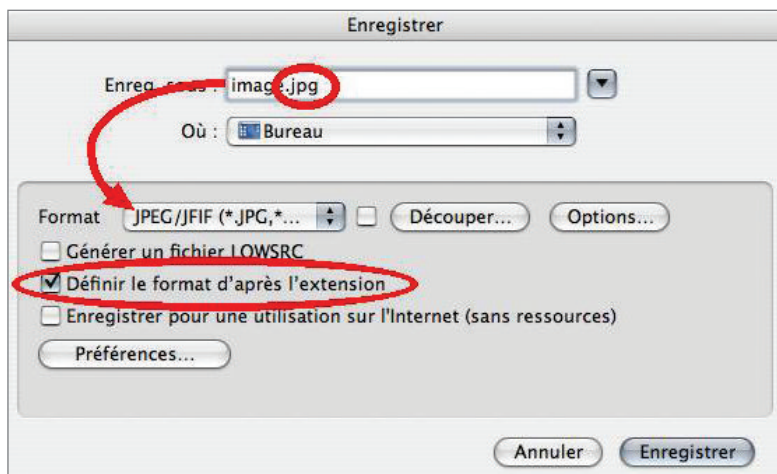 Enregistrer
Enreg. sous : image.jpg
Où : Bureau
Format JPEG/JFIF (*.JPG,*... Découper... Options...
Générer un fichier LOWSRC
Définir le format d'après l'extension
Enregistrer pour une utilisation sur l'Internet (sans ressources)
Préférences...
Annuler Enregistrer